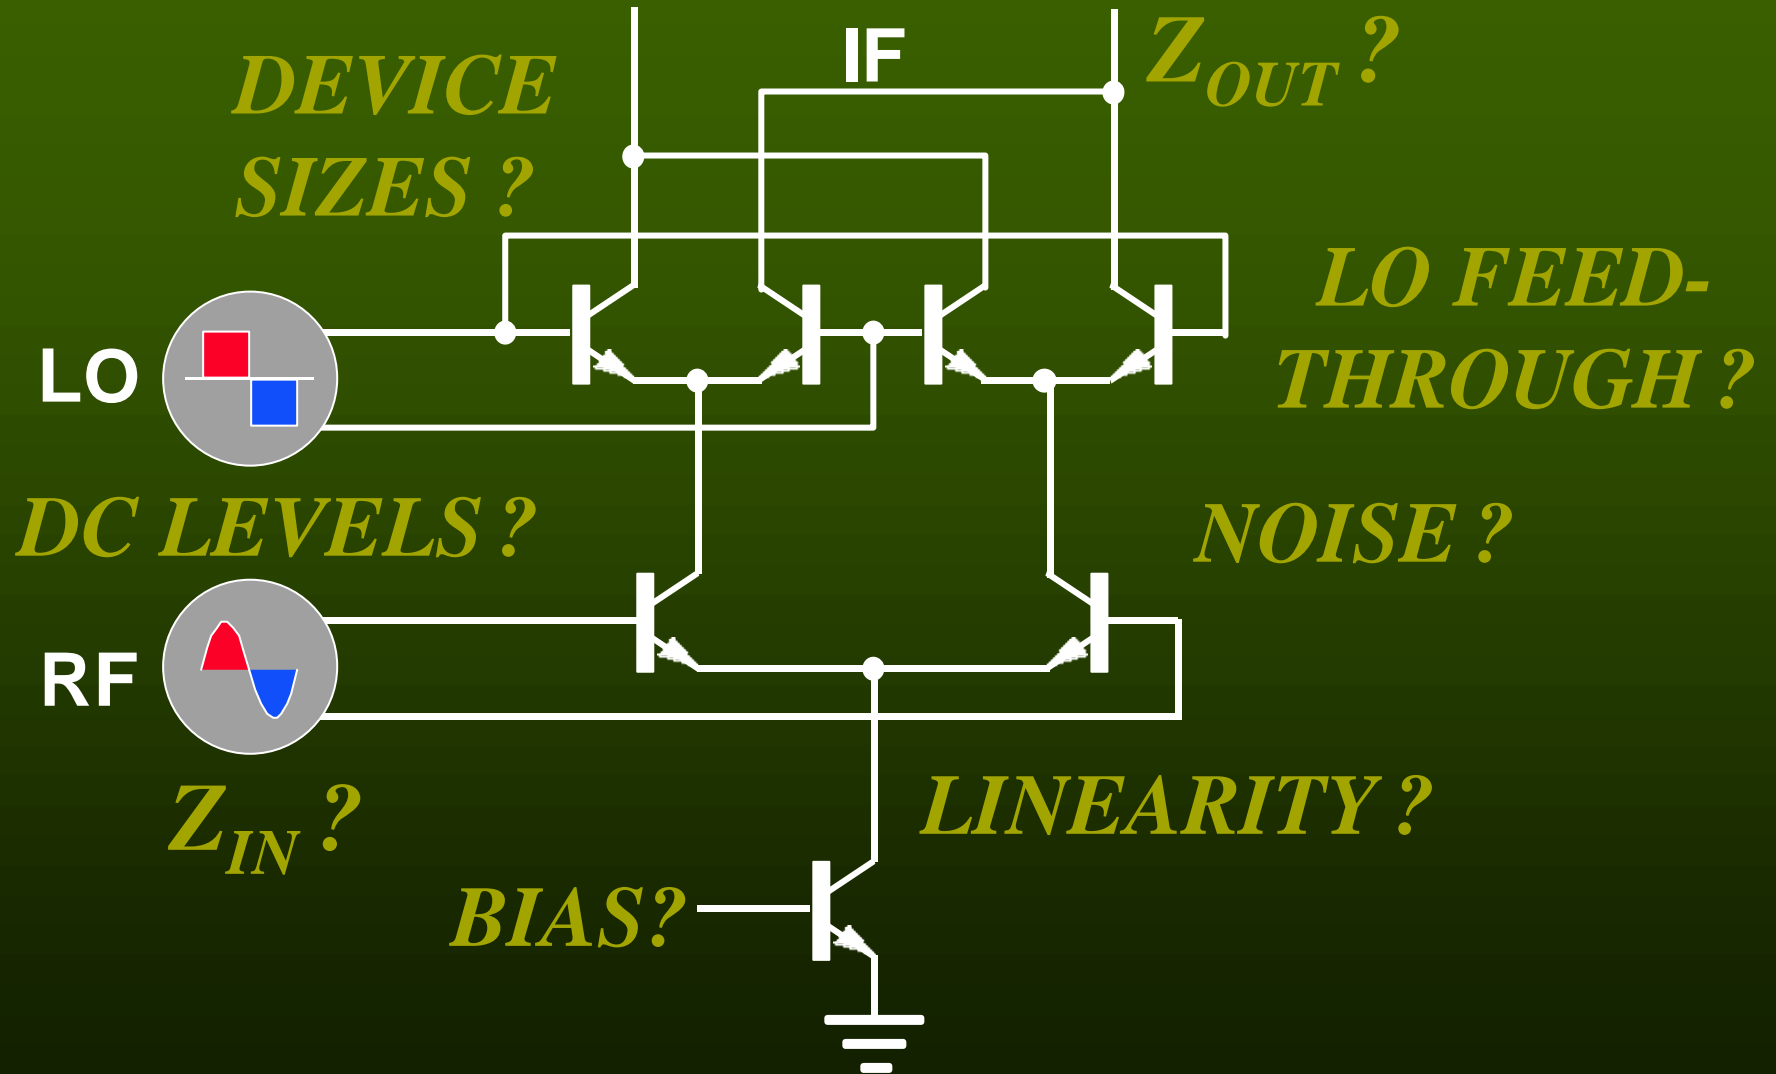 IF
Z_OUT ?
DEVICE
SIZES ?
LO FEED-
THROUGH ?
LO
DC LEVELS ?
NOISE ?
RF
Z_IN ?
LINEARITY ?
BIAS?